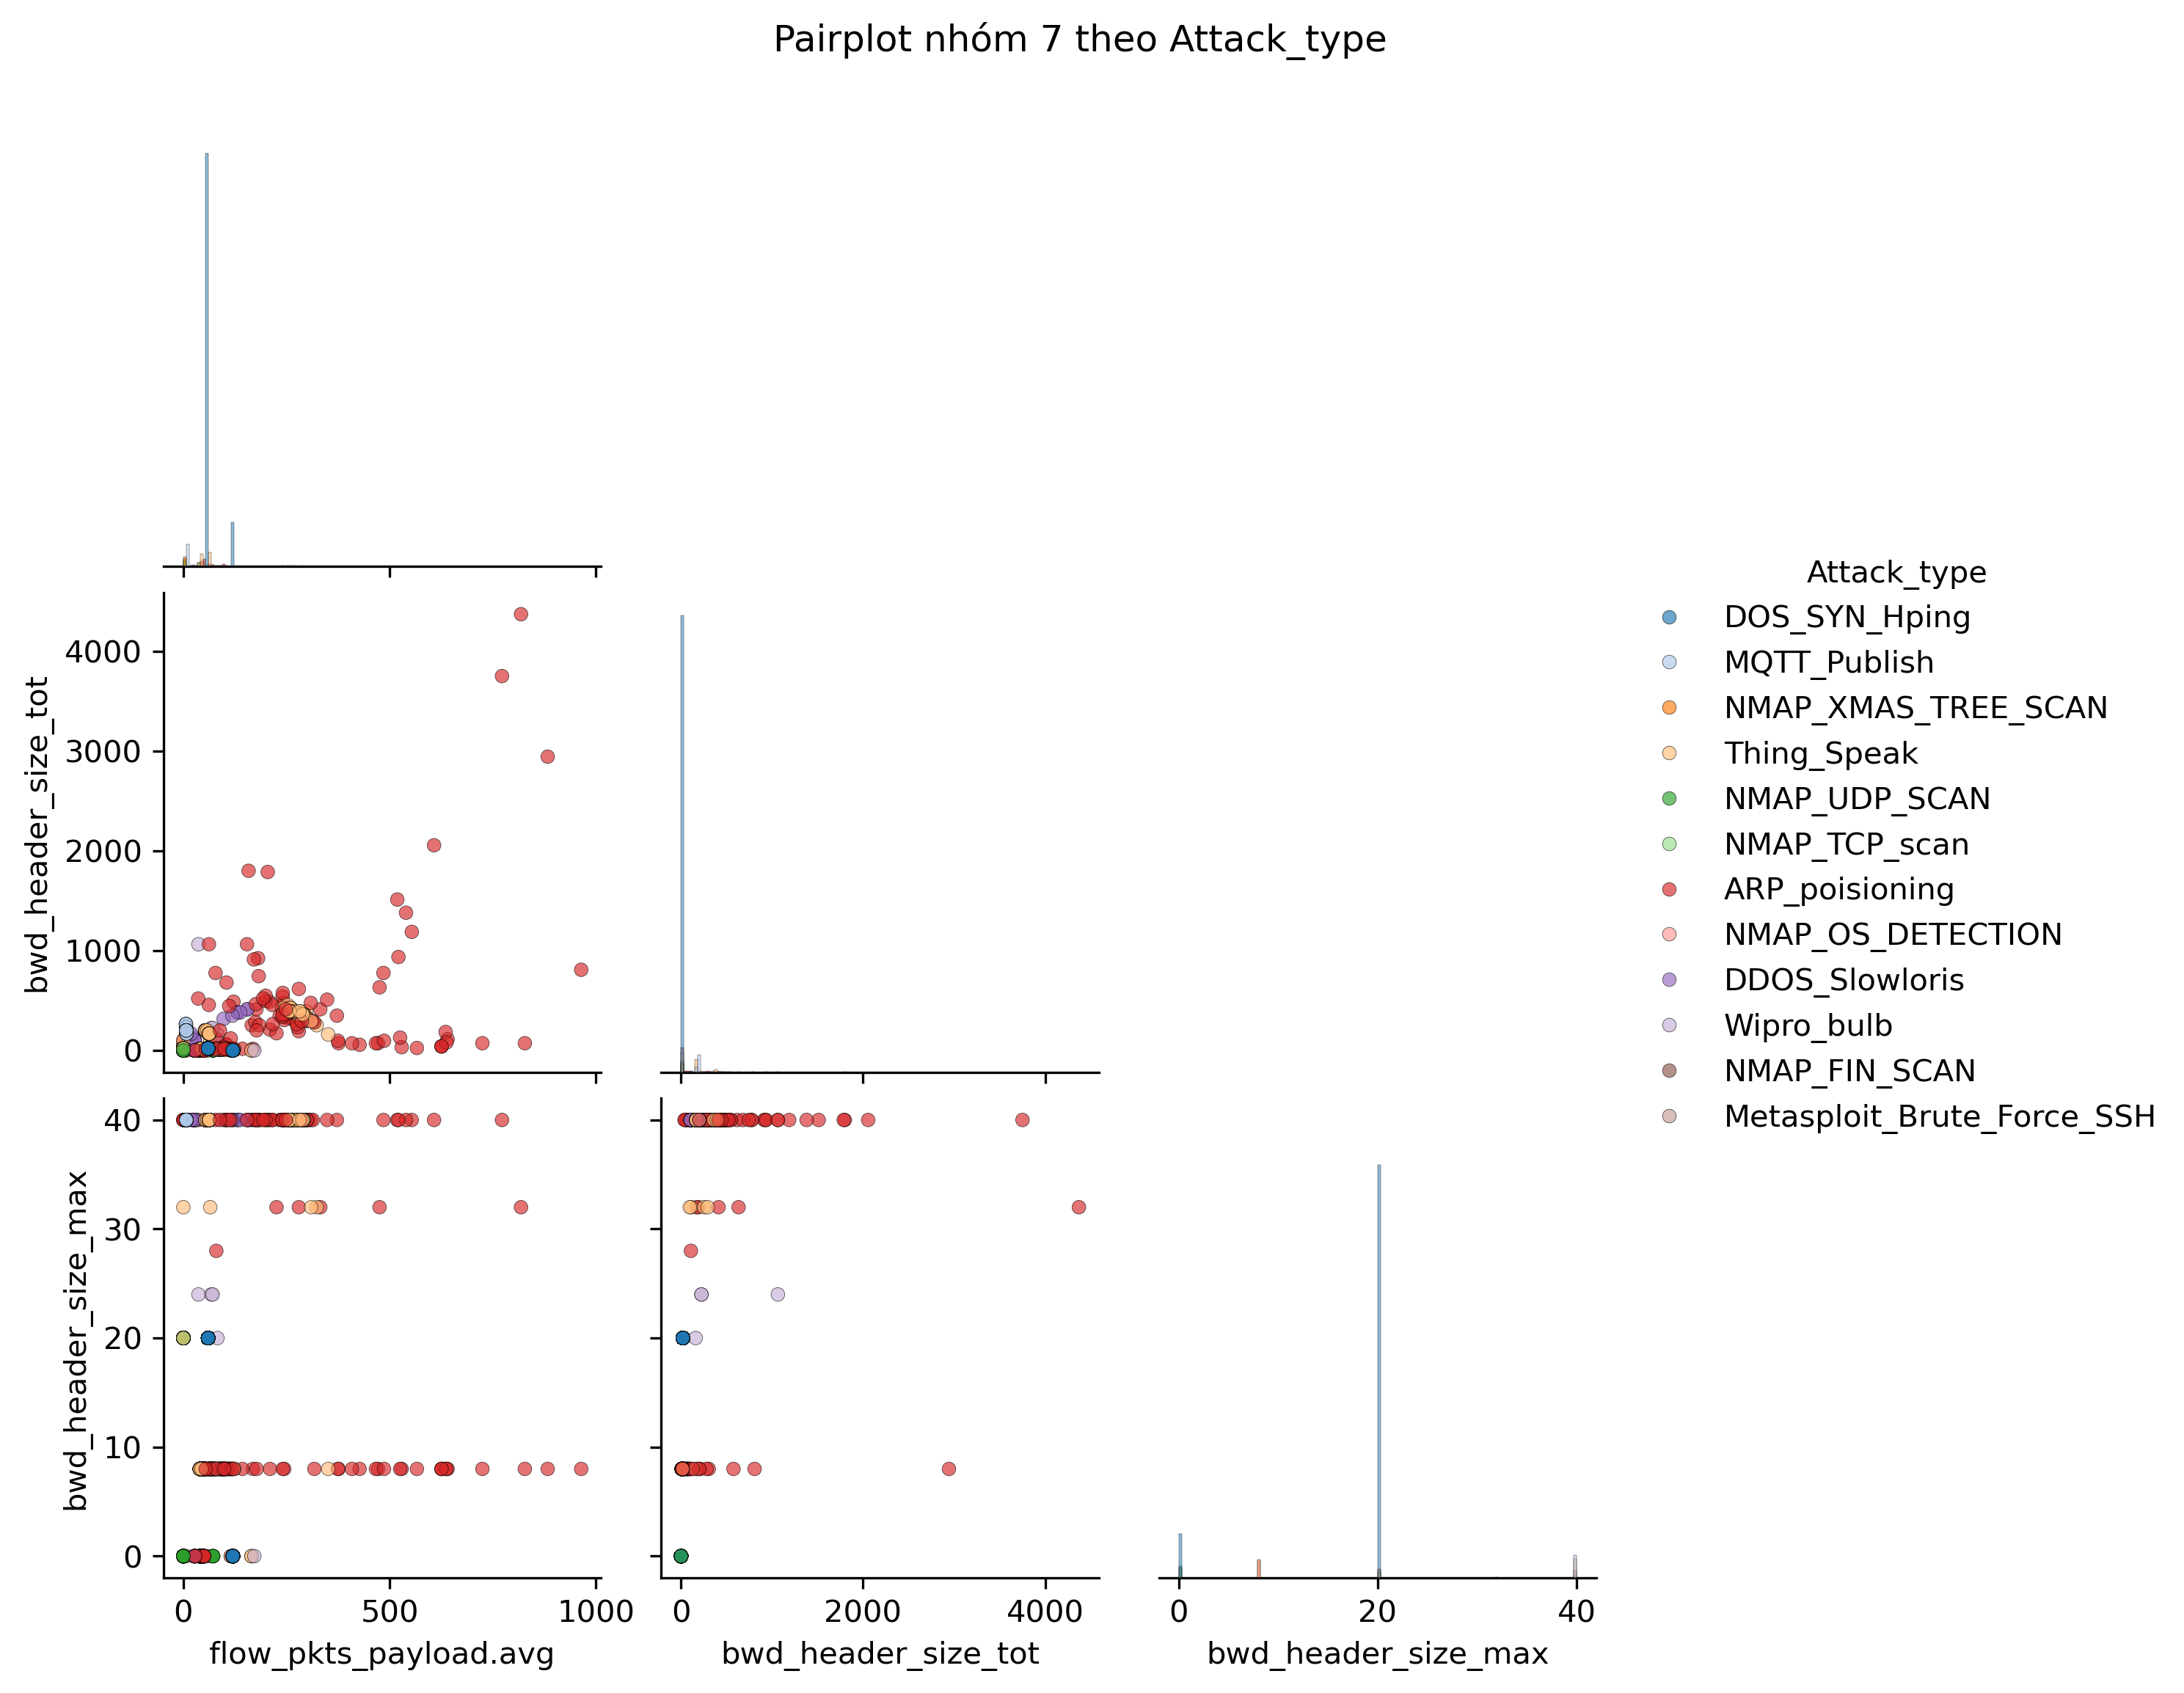 Pairplot nhóm 7 theo Attack_type
bwd_header_size_tot
4000
3000
2000
1000
0
bwd_header_size_max
40
30
20
10
0
0 500 1000
flow_pkts_payload.avg
0 2000 4000
bwd_header_size_tot
0 20 40
bwd_header_size_max
Attack_type
DOS_SYN_Hping
MQTT_Publish
NMAP_XMAS_TREE_SCAN
Thing_Speak
NMAP_UDP_SCAN
NMAP_TCP_scan
ARP_poisioning
NMAP_OS_DETECTION
DDOS_Slowloris
Wipro_bulb
NMAP_FIN_SCAN
Metasploit_Brute_Force_SSH